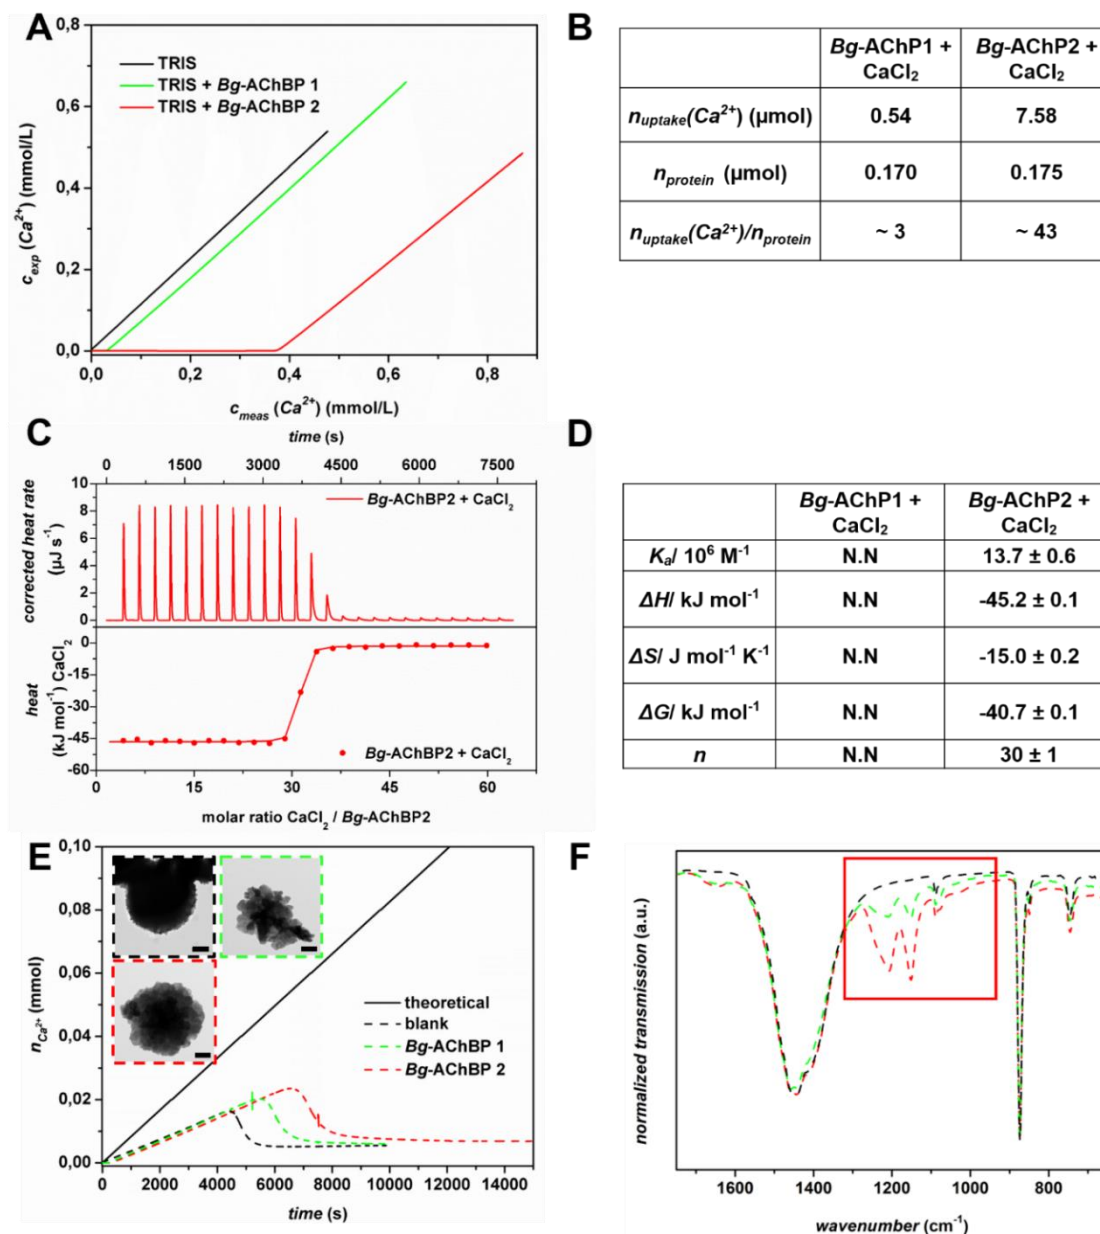 A
0,8
0,6
0,4
0,2
0,0
c_exp (Ca²⁺) (mmol/L)
TRIS
TRIS + Bg-AChBP 1
TRIS + Bg-AChBP 2
0,0 0,2 0,4 0,6 0,8
c_meas (Ca²⁺) (mmol/L)
B
Bg-AChP1 + CaCl₂ Bg-AChP2 + CaCl₂
n_uptake(Ca²⁺) (µmol) 0.54 7.58
n_protein (µmol) 0.170 0.175
n_uptake(Ca²⁺)/n_protein ~ 3 ~ 43
C
time (s)
0 1500 3000 4500 6000 7500
corrected heat rate
(µJ s⁻¹)
10
8
6
4
2
0
Bg-AChBP2 + CaCl₂
heat
(kJ mol⁻¹) CaCl₂
0
-15
-30
-45
-60
Bg-AChBP2 + CaCl₂
0 15 30 45 60
molar ratio CaCl₂ / Bg-AChBP2
D
Bg-AChP1 + CaCl₂ Bg-AChP2 + CaCl₂
Kₐ/ 10⁶ M⁻¹ N.N 13.7 ± 0.6
ΔH/ kJ mol⁻¹ N.N -45.2 ± 0.1
ΔS/ J mol⁻¹ K⁻¹ N.N -15.0 ± 0.2
ΔG/ kJ mol⁻¹ N.N -40.7 ± 0.1
n N.N 30 ± 1
E
0,10
0,08
0,06
0,04
0,02
0,00
n_Ca²⁺ (mmol)
theoretical
blank
Bg-AChBP 1
Bg-AChBP 2
0 2000 4000 6000 8000 10000 12000 14000
time (s)
F
normalized transmission (a.u.)
1600 1400 1200 1000 800
wavenumber (cm⁻¹)